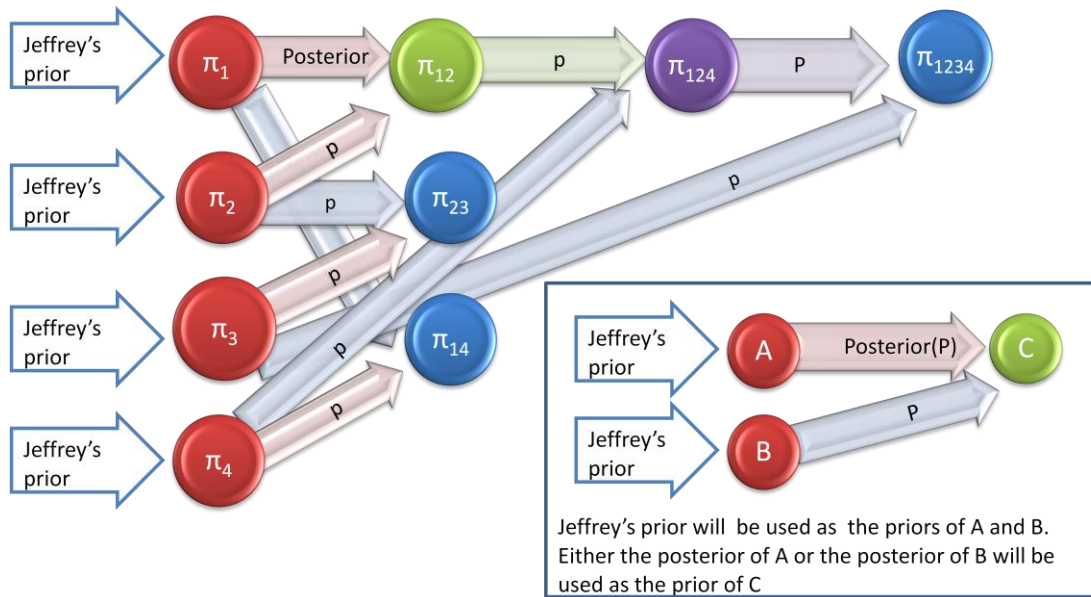 Jeffrey's
prior
π1
Posterior
π12
p
π124
P
π1234
Jeffrey's
prior
π2
p
p
π23
p
Jeffrey's
prior
π3
p
p
π14
Jeffrey's
prior
π4
p
Jeffrey's
prior
A
Posterior(P)
C
Jeffrey's
prior
B
P
Jeffrey's prior will be used as the priors of A and B.
Either the posterior of A or the posterior of B will be
used as the prior of C